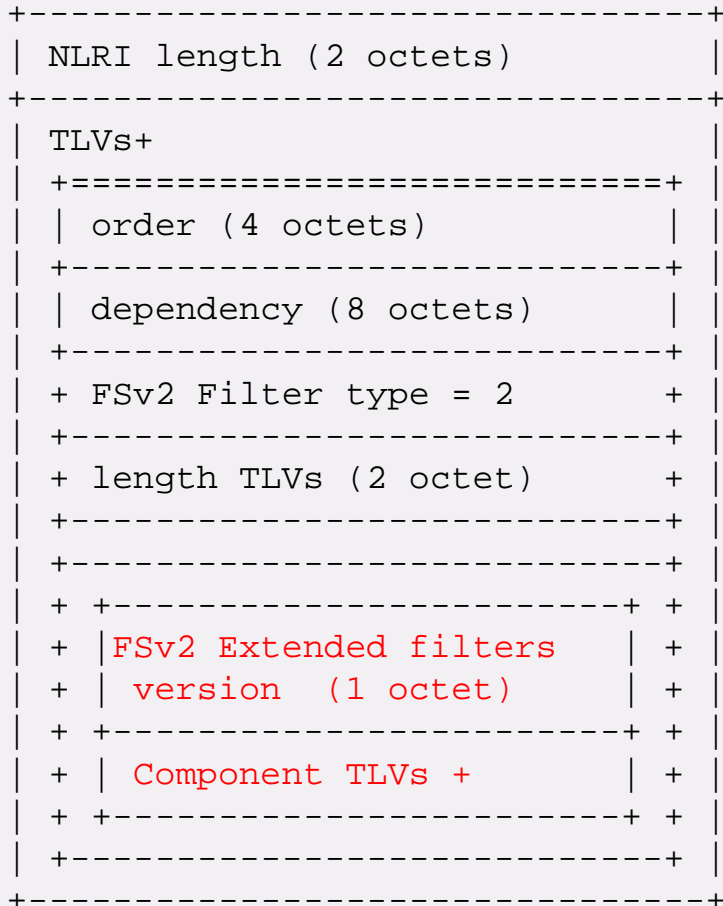 +--------------------------------+
| NLRI length (2 octets)         |
+--------------------------------+
| TLVs+                          |
| +============================+ |
| | order (4 octets)           | |
| +----------------------------+ |
| | dependency (8 octets)      | |
| +----------------------------+ |
| + FSv2 Filter type = 2       + |
| +----------------------------+ |
| + length TLVs (2 octet)      + |
| +----------------------------+ |
| +----------------------------+ |
| + +------------------------+ + |
| + |FSv2 Extended filters   | + |
| + | version  (1 octet)     | + |
| + +------------------------+ + |
| + | Component TLVs +       | + |
| + +------------------------+ + |
| +----------------------------+ |
+--------------------------------+